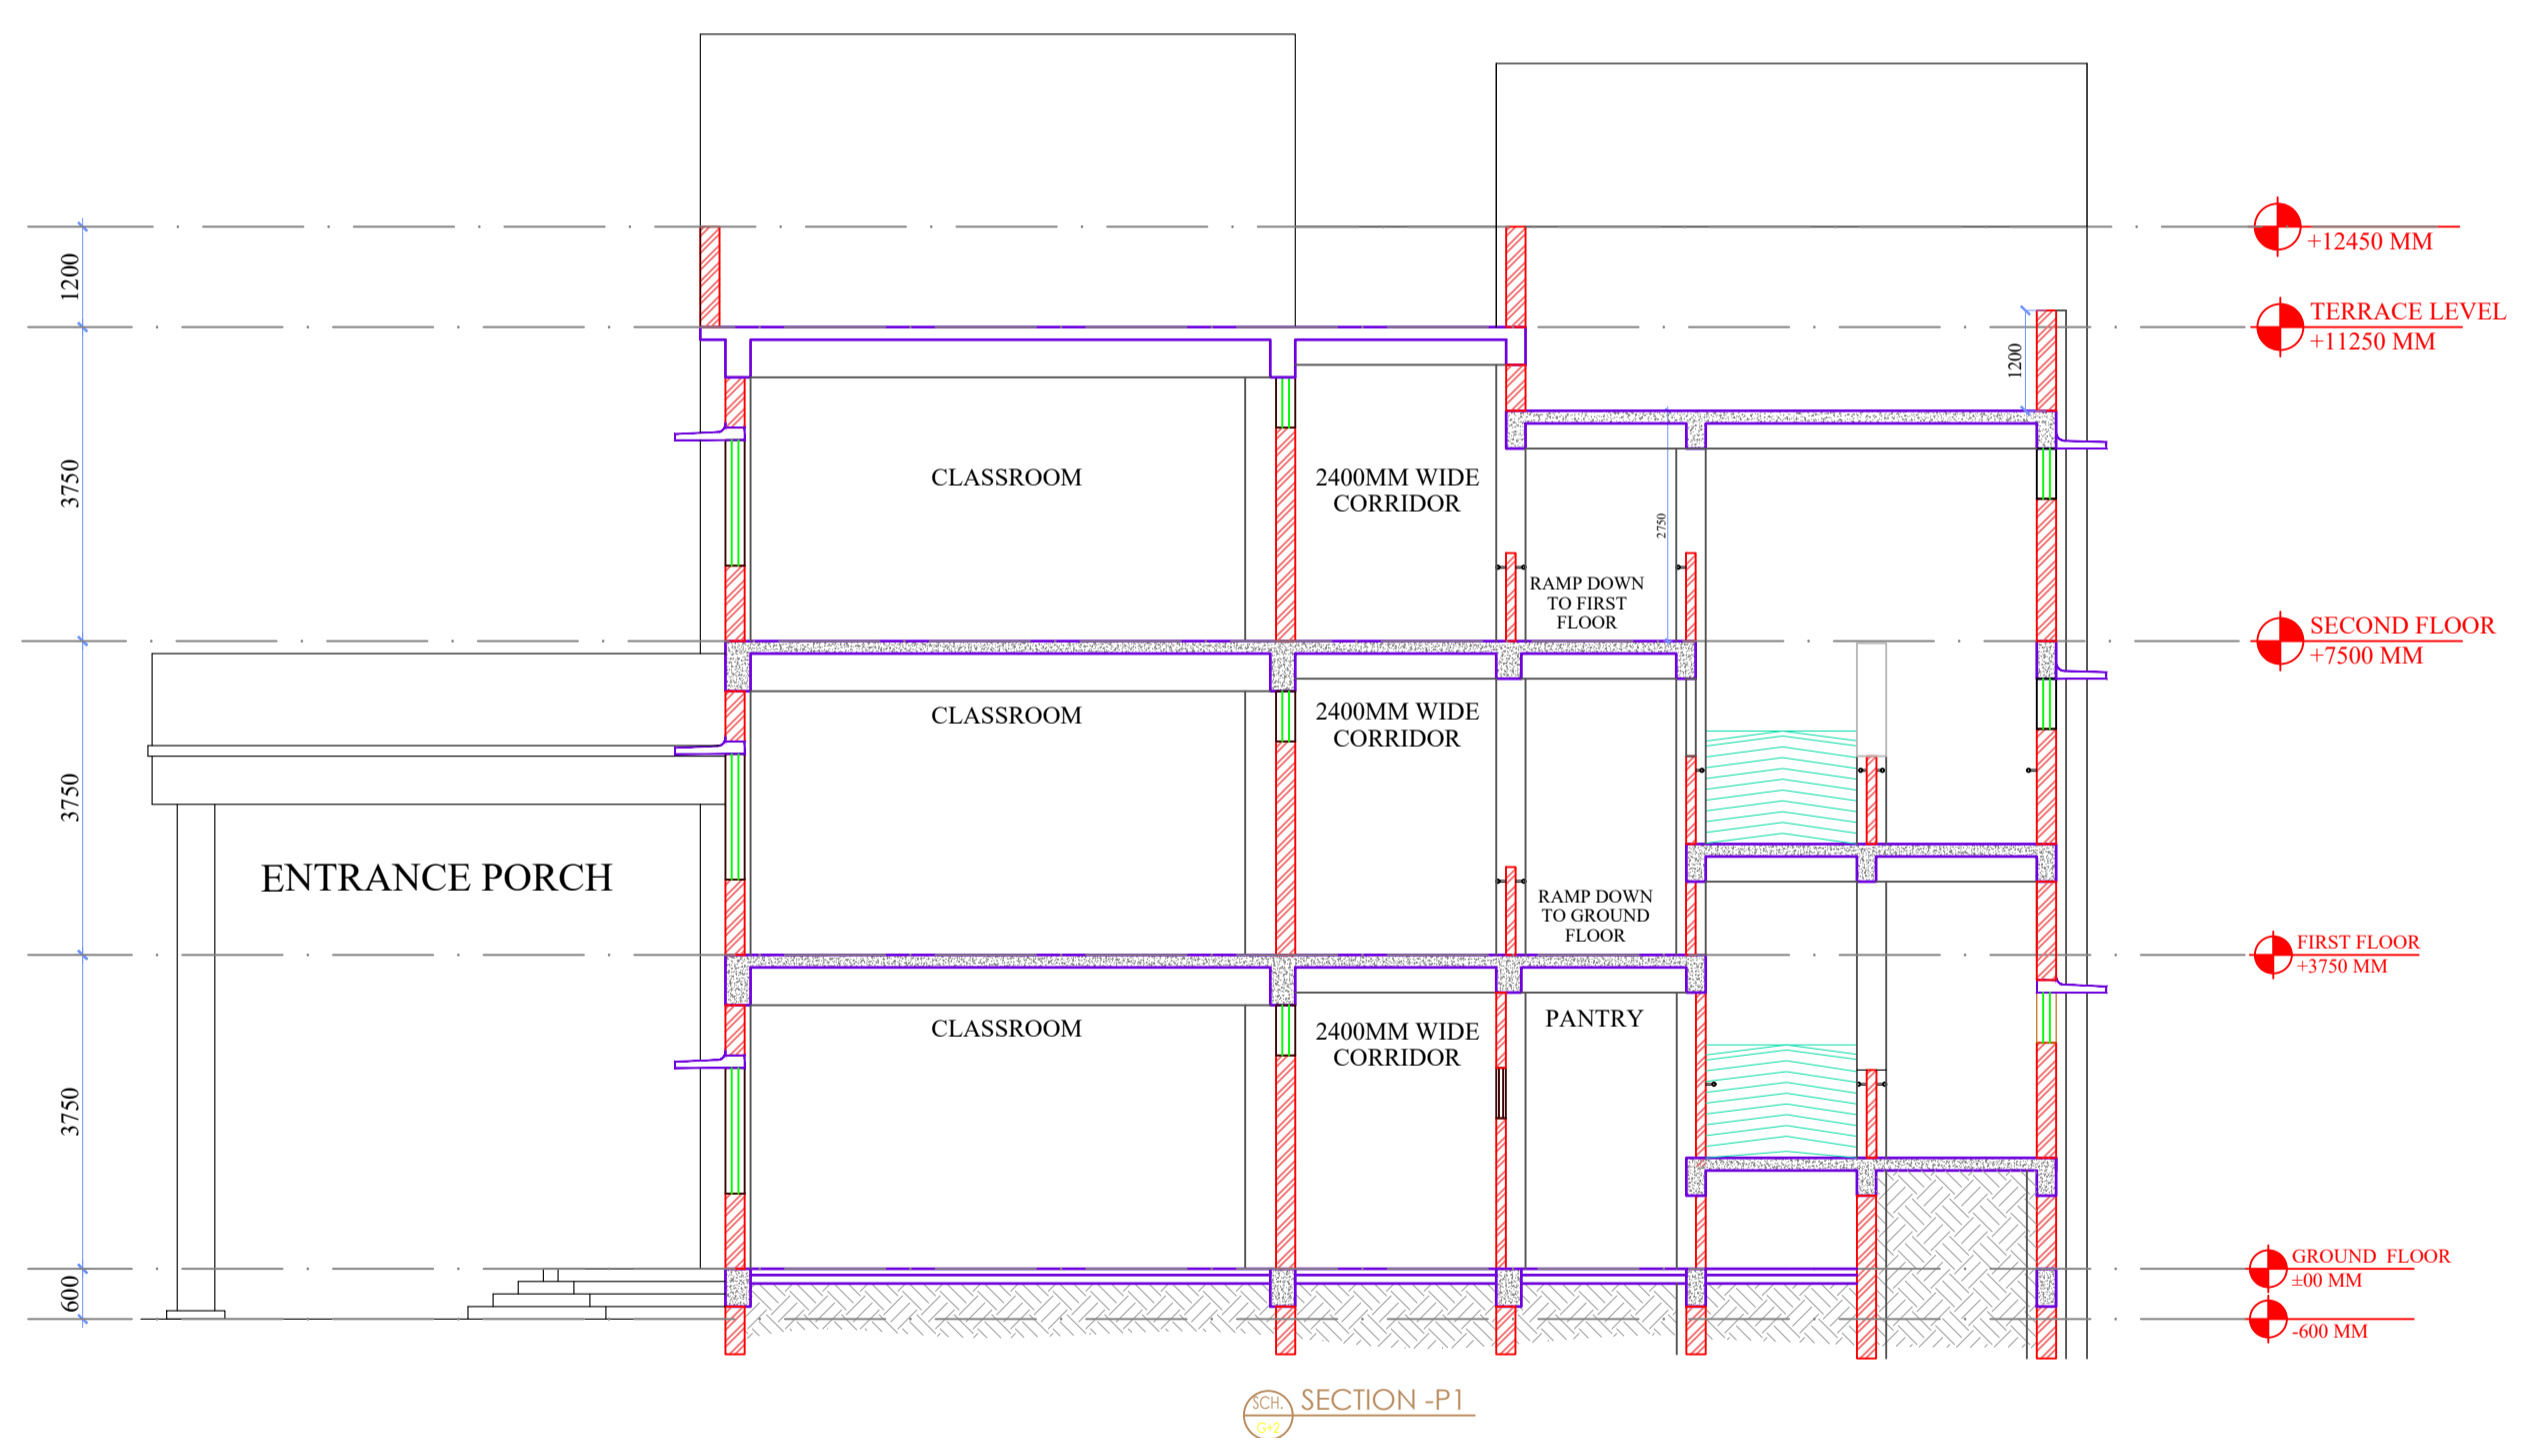 +12450 MM
1200
TERRACE LEVEL
+11250 MM
1200
3750
CLASSROOM
2400MM WIDE
CORRIDOR
2750
RAMP DOWN
TO FIRST
FLOOR
SECOND FLOOR
+7500 MM
3750
CLASSROOM
2400MM WIDE
CORRIDOR
ENTRANCE PORCH
RAMP DOWN
TO GROUND
FLOOR
FIRST FLOOR
+3750 MM
3750
CLASSROOM
2400MM WIDE
CORRIDOR
PANTRY
GROUND FLOOR
±00 MM
600
-600 MM
SCH.
G+2
SECTION -P1